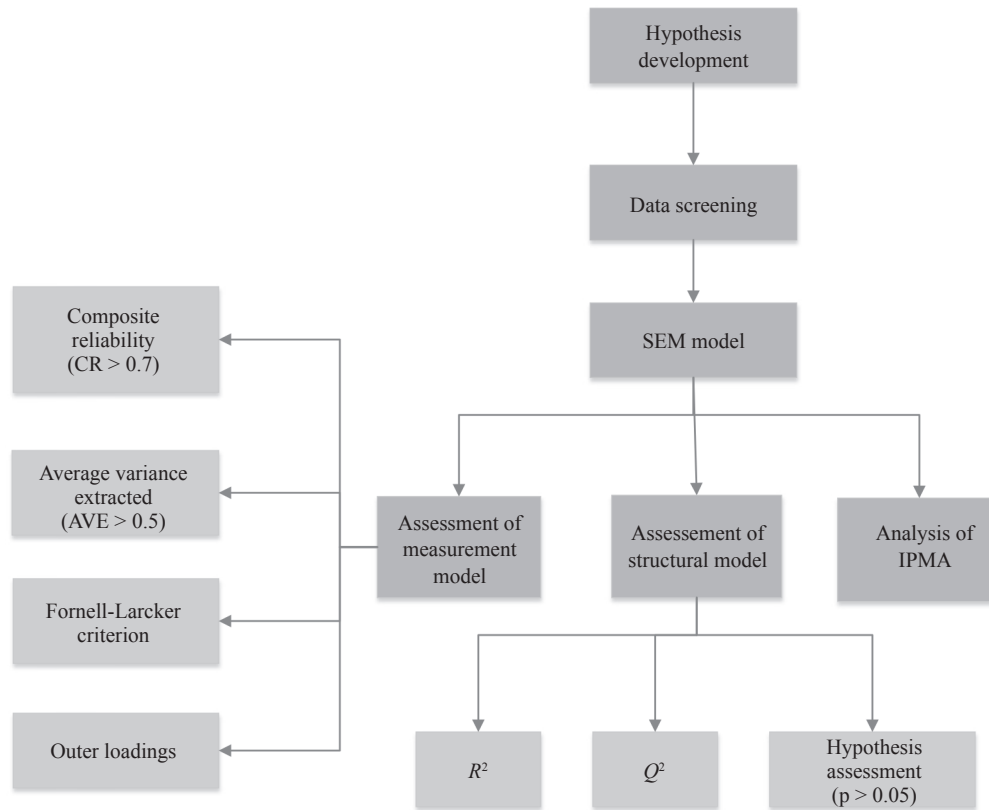 Hypothesis
development
Data screening
SEM model
Composite
reliability
(CR > 0.7)
Average variance
extracted
(AVE > 0.5)
Fornell-Larcker
criterion
Outer loadings
Assessment of
measurement
model
Assessement of
structural model
Analysis of
IPMA
R²
Q²
Hypothesis
assessment
(p > 0.05)